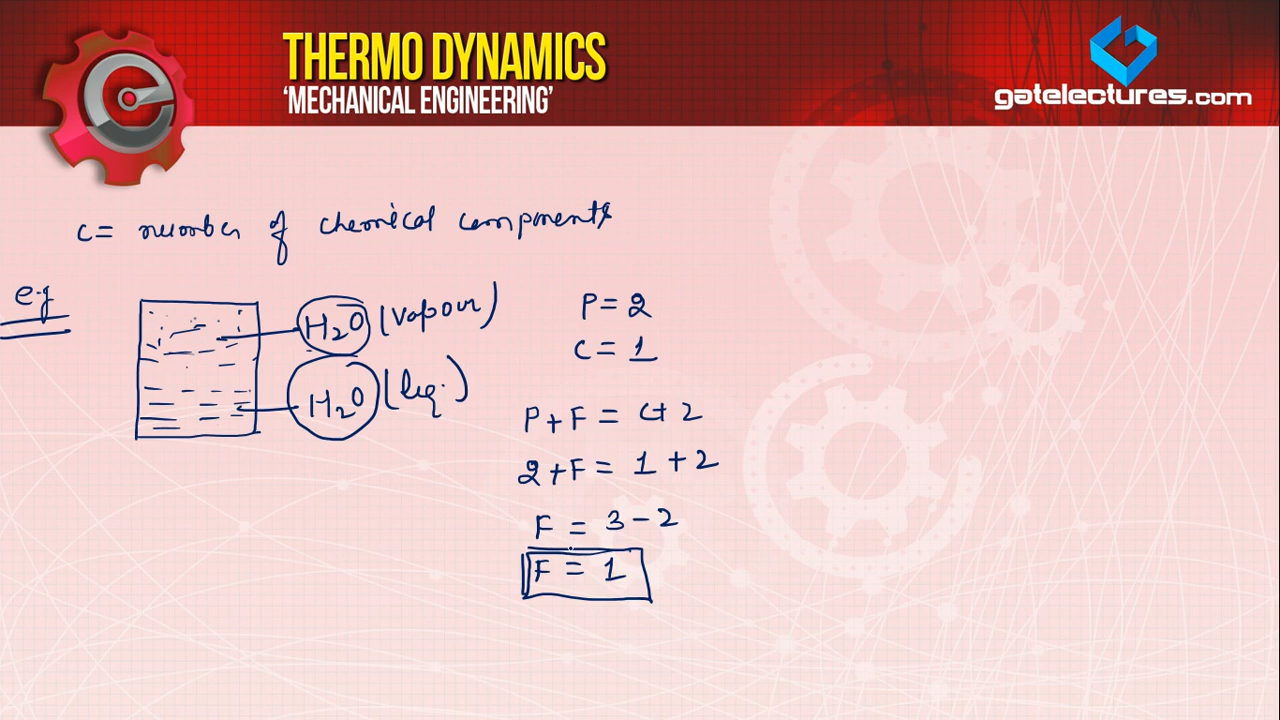 THERMO DYNAMICS
‘MECHANICAL ENGINEERING’
gatelectures.com
c= number of chemical components
e.g
H₂O (vapour)
H₂O (liq.)
P = 2
C = 1
P + F = C + 2
2 + F = 1 + 2
F = 3 - 2
F = 1